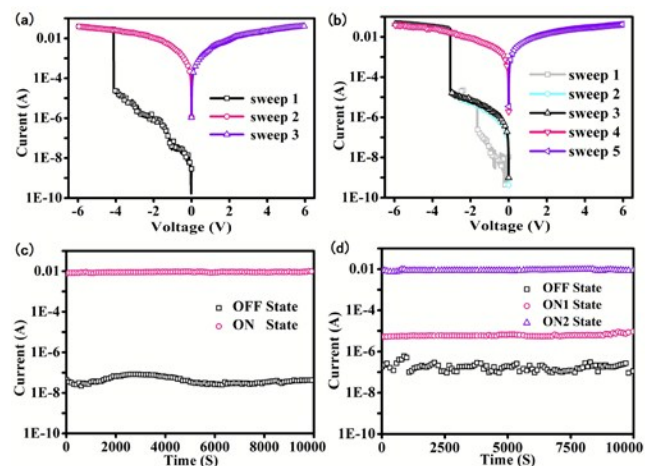 (a)
Current (A)
0.01
1E-4
1E-6
1E-8
1E-10
sweep 1
sweep 2
sweep 3
-6 -4 -2 0 2 4 6
Voltage (V)
(b)
Current (A)
0.01
1E-4
1E-6
1E-8
1E-10
sweep 1
sweep 2
sweep 3
sweep 4
sweep 5
-6 -4 -2 0 2 4 6
Voltage (V)
(c)
Current (A)
0.01
1E-4
1E-6
1E-8
1E-10
OFF State
ON State
0 2000 4000 6000 8000 10000
Time (S)
(d)
Current (A)
0.01
1E-4
1E-6
1E-8
1E-10
OFF State
ON1 State
ON2 State
0 2500 5000 7500 10000
Time (S)